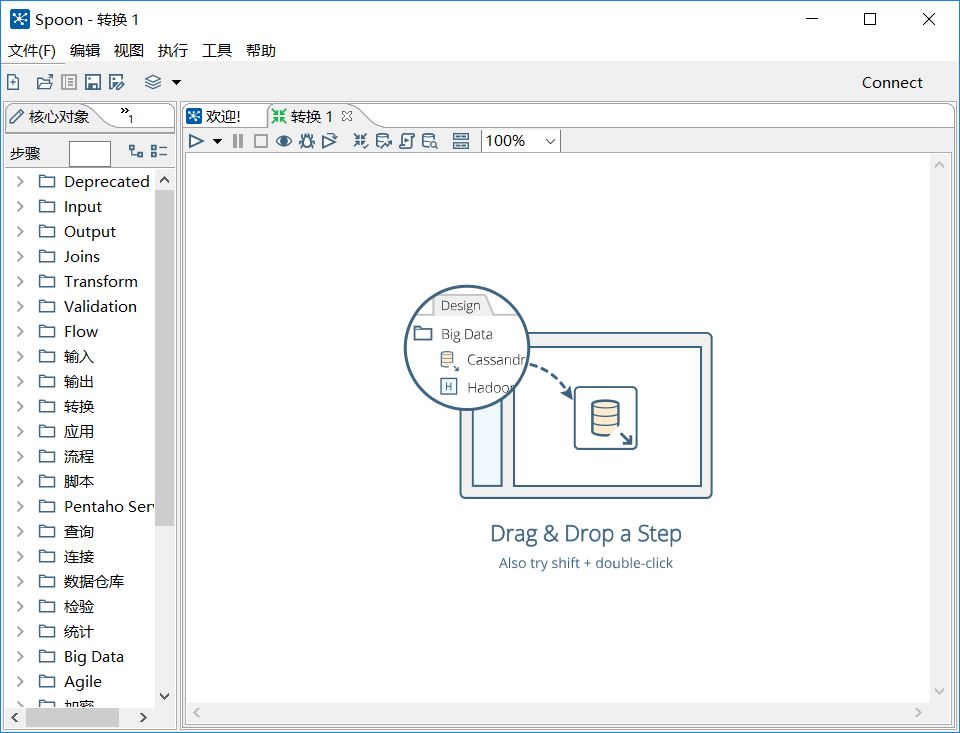 Spoon - 转换 1
文件(F) 编辑 视图 执行 工具 帮助
Connect
核心对象 »1
欢迎! 转换 1
步骤
100%
Deprecated
Input
Output
Joins
Transform
Validation
Flow
输入
输出
转换
应用
流程
脚本
Pentaho Ser
查询
连接
数据仓库
检验
统计
Big Data
Agile
加密
Design
Big Data
Cassandr
H Hadoop
Drag & Drop a Step
Also try shift + double-click